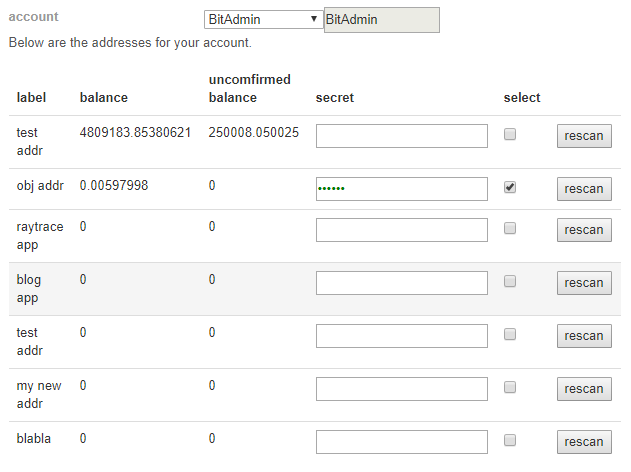 account BitAdmin BitAdmin
Below are the addresses for your account.
uncomfirmed
label balance balance secret select
test 4809183.85380621 250008.050025 rescan
addr
obj addr 0.00597998 0 •••••• rescan
raytrace 0 0 rescan
app
blog 0 0 rescan
app
test 0 0 rescan
addr
my new 0 0 rescan
addr
blabla 0 0 rescan